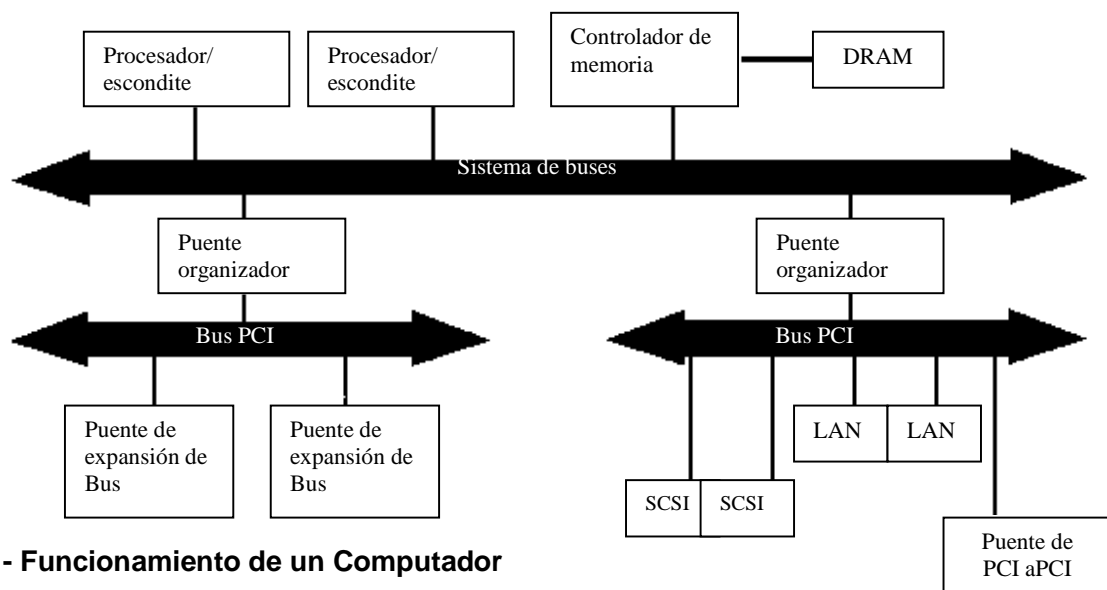 Procesador/
escondite
Procesador/
escondite
Controlador de
memoria
DRAM
Sistema de buses
Puente
organizador
Puente
organizador
Bus PCI
Bus PCI
Puente de
expansión de
Bus
Puente de
expansión de
Bus
LAN
LAN
SCSI
SCSI
Puente de
PCI aPCI
- Funcionamiento de un Computador